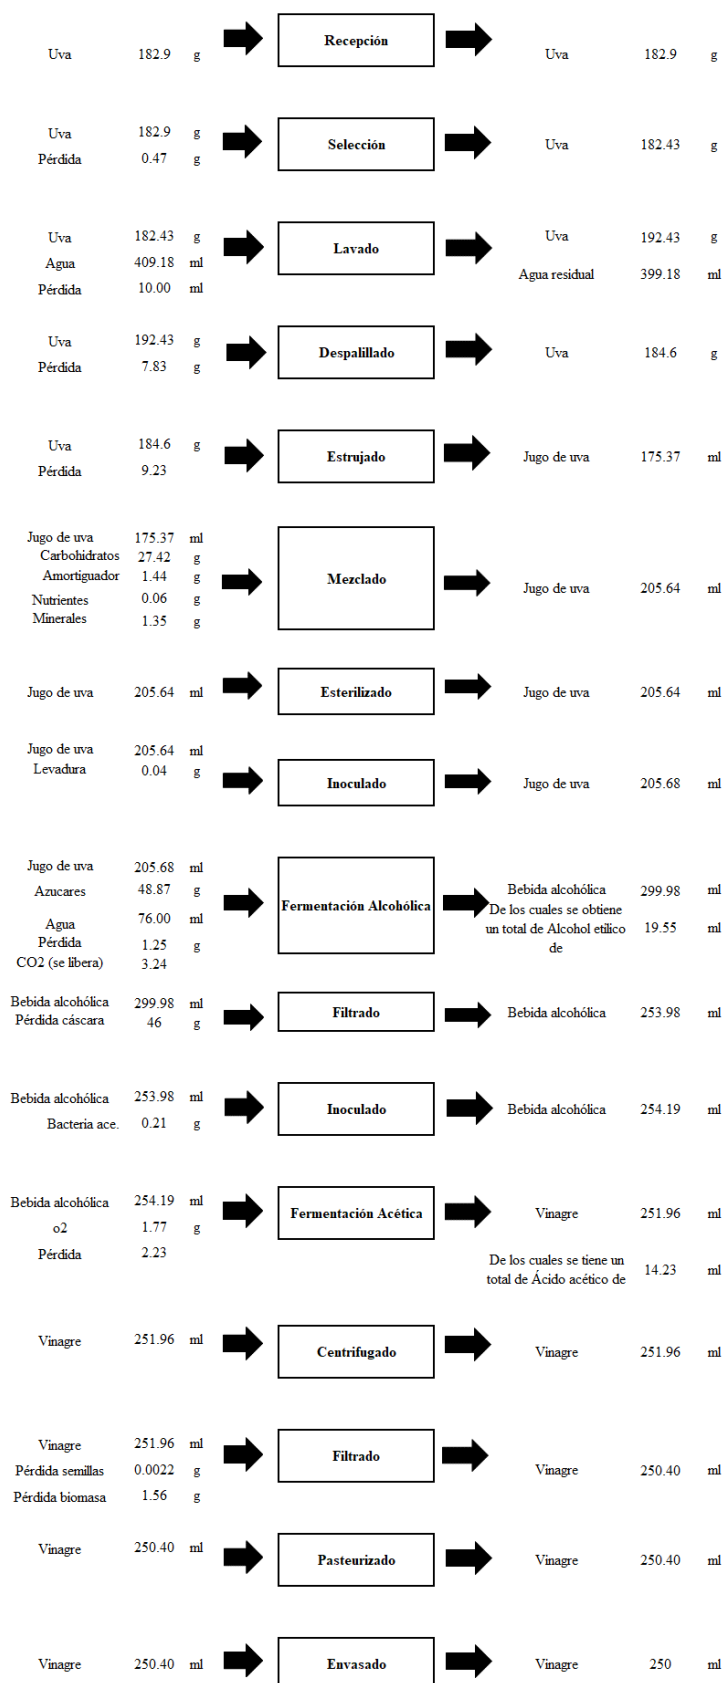 Uva 182.9 g Recepción Uva 182.9 g
Uva 182.9 g Selección Uva 182.43 g
Pérdida 0.47 g
Uva 182.43 g Lavado Uva 192.43 g
Agua 409.18 ml Agua residual 399.18 ml
Pérdida 10.00 ml
Uva 192.43 g Despalillado Uva 184.6 g
Pérdida 7.83 g
Uva 184.6 g Estrujado Jugo de uva 175.37 ml
Pérdida 9.23
Jugo de uva 175.37 ml
Carbohidratos 27.42 g
Amortiguador 1.44 g Mezclado Jugo de uva 205.64 ml
Nutrientes 0.06 g
Minerales 1.35 g
Jugo de uva 205.64 ml Esterilizado Jugo de uva 205.64 ml
Jugo de uva 205.64 ml
Levadura 0.04 g Inoculado Jugo de uva 205.68 ml
Jugo de uva 205.68 ml
Azucares 48.87 g Fermentación Alcohólica Bebida alcohólica 299.98 ml
De los cuales se obtiene
Agua 76.00 ml un total de Alcohol etílico 19.55 ml
de
Pérdida 1.25 g
CO2 (se libera) 3.24
Bebida alcohólica 299.98 ml Filtrado Bebida alcohólica 253.98 ml
Pérdida cáscara 46 g
Bebida alcohólica 253.98 ml Inoculado Bebida alcohólica 254.19 ml
Bacteria ace. 0.21 g
Bebida alcohólica 254.19 ml Fermentación Acética Vinagre 251.96 ml
o2 1.77 g
Pérdida 2.23 De los cuales se tiene un
total de Ácido acético de 14.23 ml
Vinagre 251.96 ml Centrifugado Vinagre 251.96 ml
Vinagre 251.96 ml Filtrado Vinagre 250.40 ml
Pérdida semillas 0.0022 g
Pérdida biomasa 1.56 g
Vinagre 250.40 ml Pasteurizado Vinagre 250.40 ml
Vinagre 250.40 ml Envasado Vinagre 250 ml